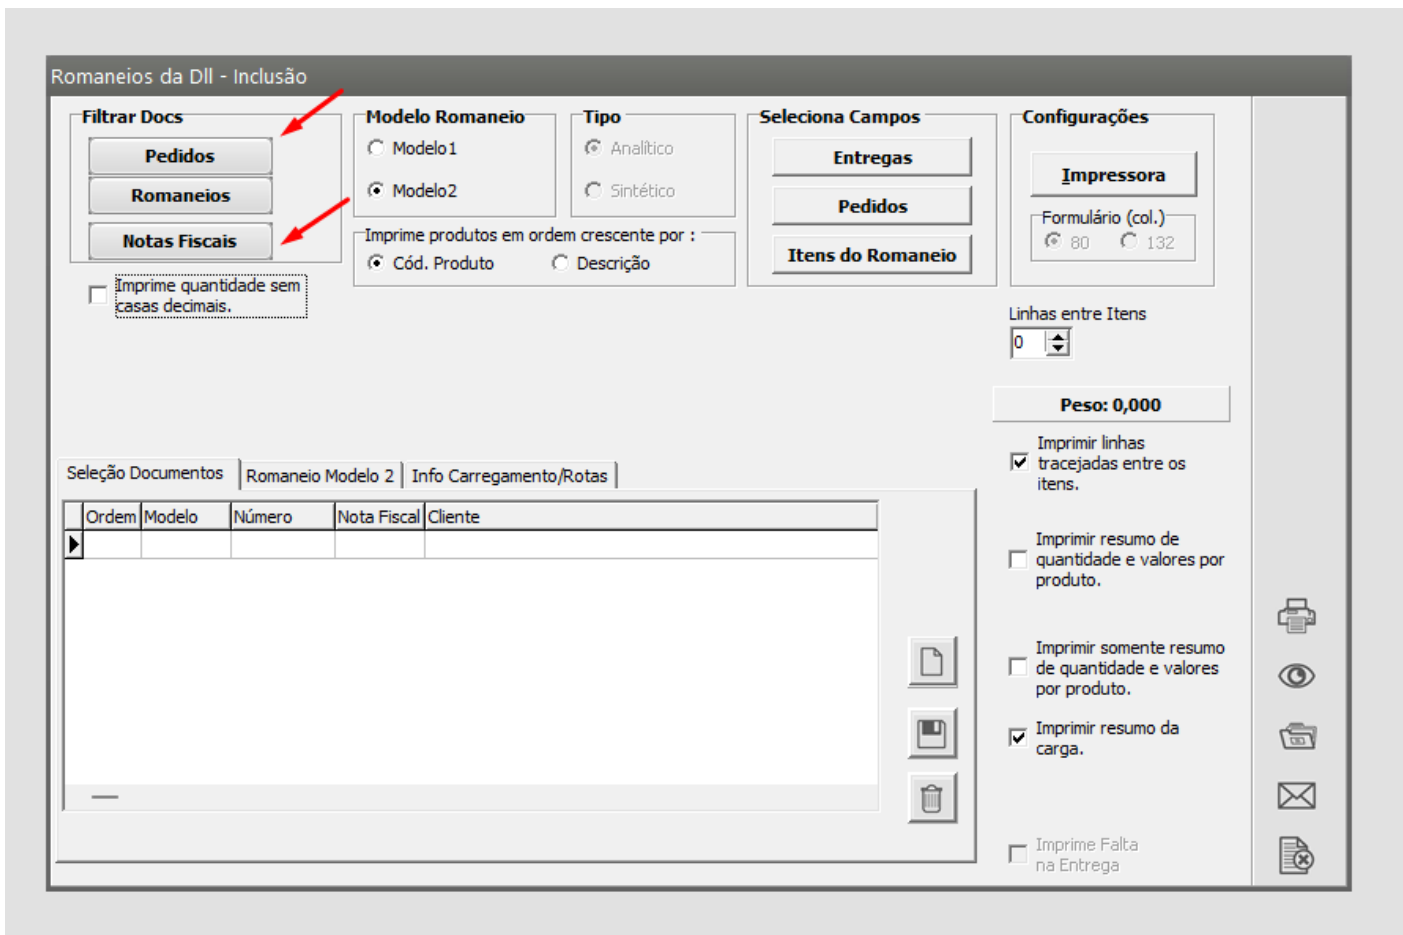 Romaneios da Dll - Inclusão
Filtrar Docs
Pedidos
Romaneios
Notas Fiscais
Imprime quantidade sem
casas decimais.
Modelo Romaneio
Modelo1
Modelo2
Tipo
Analítico
Sintético
Imprime produtos em ordem crescente por :
Cód. Produto
Descrição
Seleciona Campos
Entregas
Pedidos
Itens do Romaneio
Configurações
Impressora
Formulário (col.)
80
132
Linhas entre Itens
0
Peso: 0,000
Imprimir linhas
tracejadas entre os
itens.
Imprimir resumo de
quantidade e valores por
produto.
Imprimir somente resumo
de quantidade e valores
por produto.
Imprimir resumo da
carga.
Imprime Falta
na Entrega
Seleção Documentos
Romaneio Modelo 2
Info Carregamento/Rotas
Ordem Modelo Número Nota Fiscal Cliente